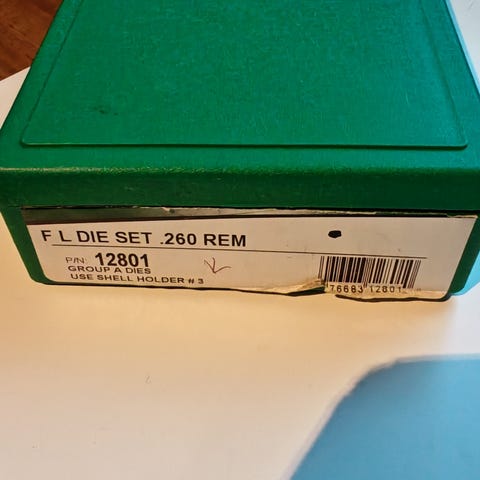 F L DIE SET .260 REM
P/N: 12801
GROUP A DIES
USE SHELL HOLDER # 3
76683 12801